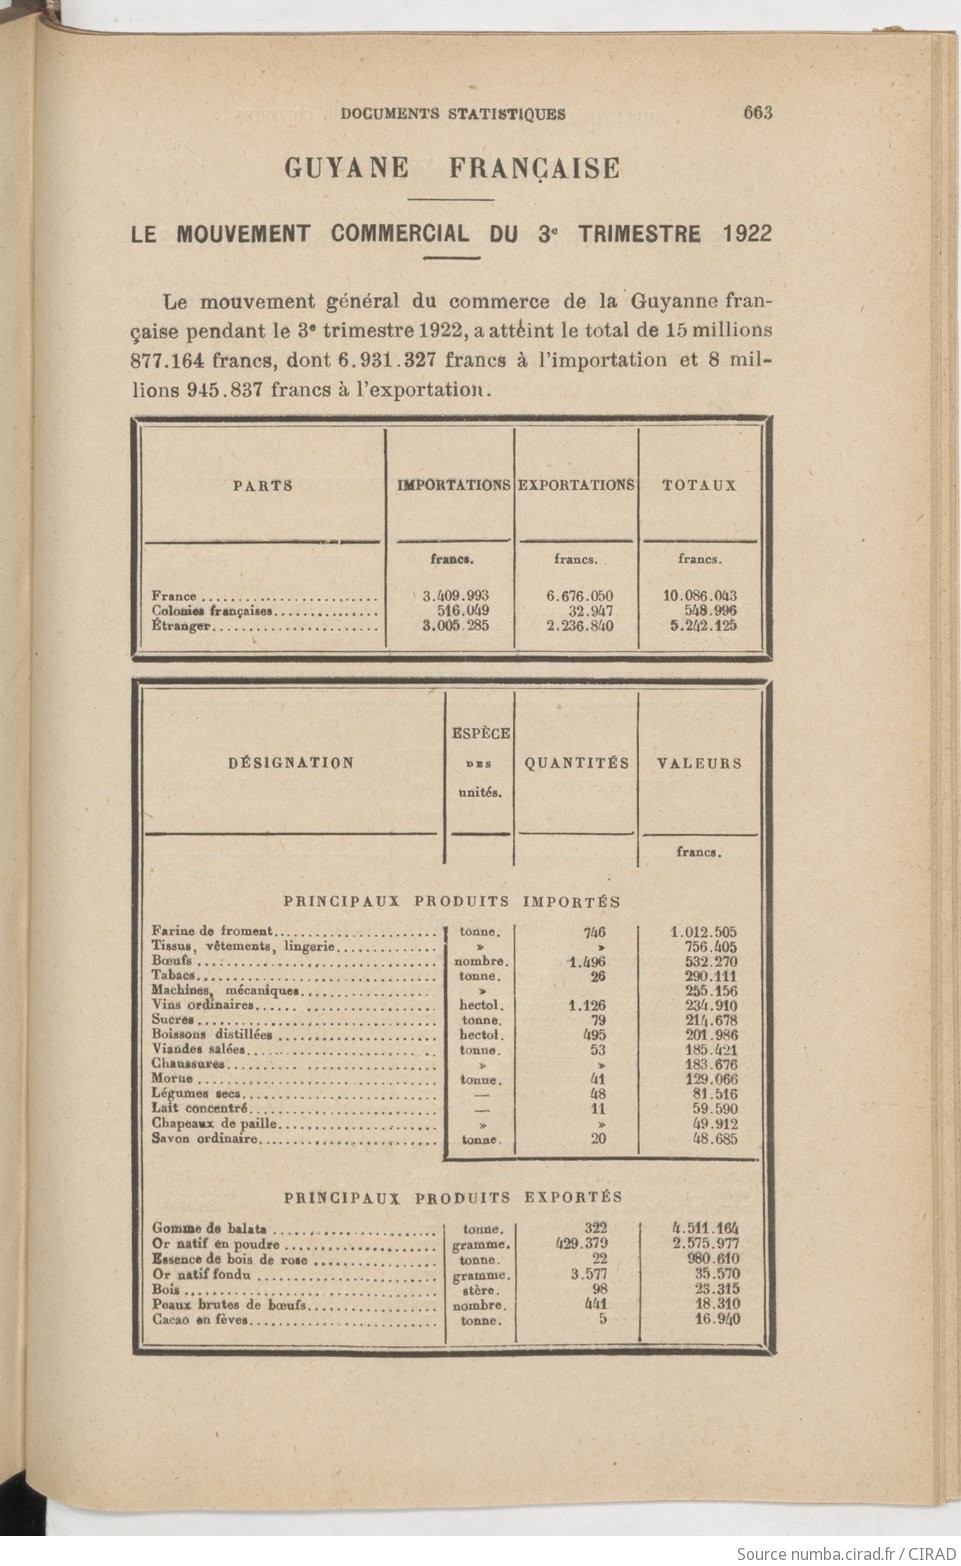 DOCUMENTS STATISTIQUES 663
GUYANE FRANÇAISE
LE MOUVEMENT COMMERCIAL DU 3e TRIMESTRE 1922
Le mouvement général du commerce de la Guyanne fran-
çaise pendant le 3e trimestre 1922, a atteint le total de 15 millions
877.164 francs, dont 6.931.327 francs à l'importation et 8 mil-
lions 945.837 francs à l'exportation.
PARTS IMPORTATIONS EXPORTATIONS TOTAUX
francs. francs. francs.
France 3.409.993 6.676.050 10.086.043
Colonies françaises 516.049 32.947 548.996
Étranger 3.005.285 2.236.840 5.242.125
DÉSIGNATION ESPÈCE DES unités. QUANTITÉS VALEURS
francs.
PRINCIPAUX PRODUITS IMPORTÉS
Farine de froment tonne. 746 1.012.505
Tissus, vêtements, lingerie » » 756.405
Bœufs nombre. 1.496 532.270
Tabacs tonne. 26 290.111
Machines, mécaniques » 255.156
Vins ordinaires hectol. 1.126 234.910
Sucres tonne. 79 214.678
Boissons distillées hectol. 495 201.986
Viandes salées tonne. 53 185.421
Chaussures » » 183.676
Morue tonne. 41 129.066
Légumes secs — 48 81.516
Lait concentré — 11 59.590
Chapeaux de paille » » 49.912
Savon ordinaire tonne. 20 48.685
PRINCIPAUX PRODUITS EXPORTÉS
Gomme de balata tonne. 322 4.511.164
Or natif en poudre gramme. 429.379 2.575.977
Essence de bois de rose tonne. 22 980.610
Or natif fondu gramme. 3.577 35.570
Bois stère. 98 23.315
Peaux brutes de bœufs nombre. 441 18.310
Cacao en fèves tonne. 5 16.940
Source numba.cirad.fr / CIRAD